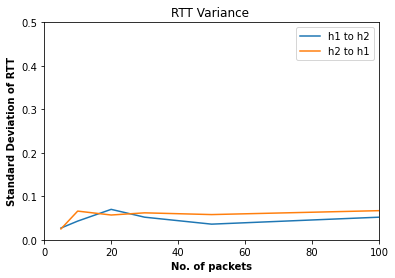 RTT Variance
0.5
0.4
0.3
0.2
0.1
0.0
Standard Deviation of RTT
h1 to h2
h2 to h1
0 20 40 60 80 100
No. of packets